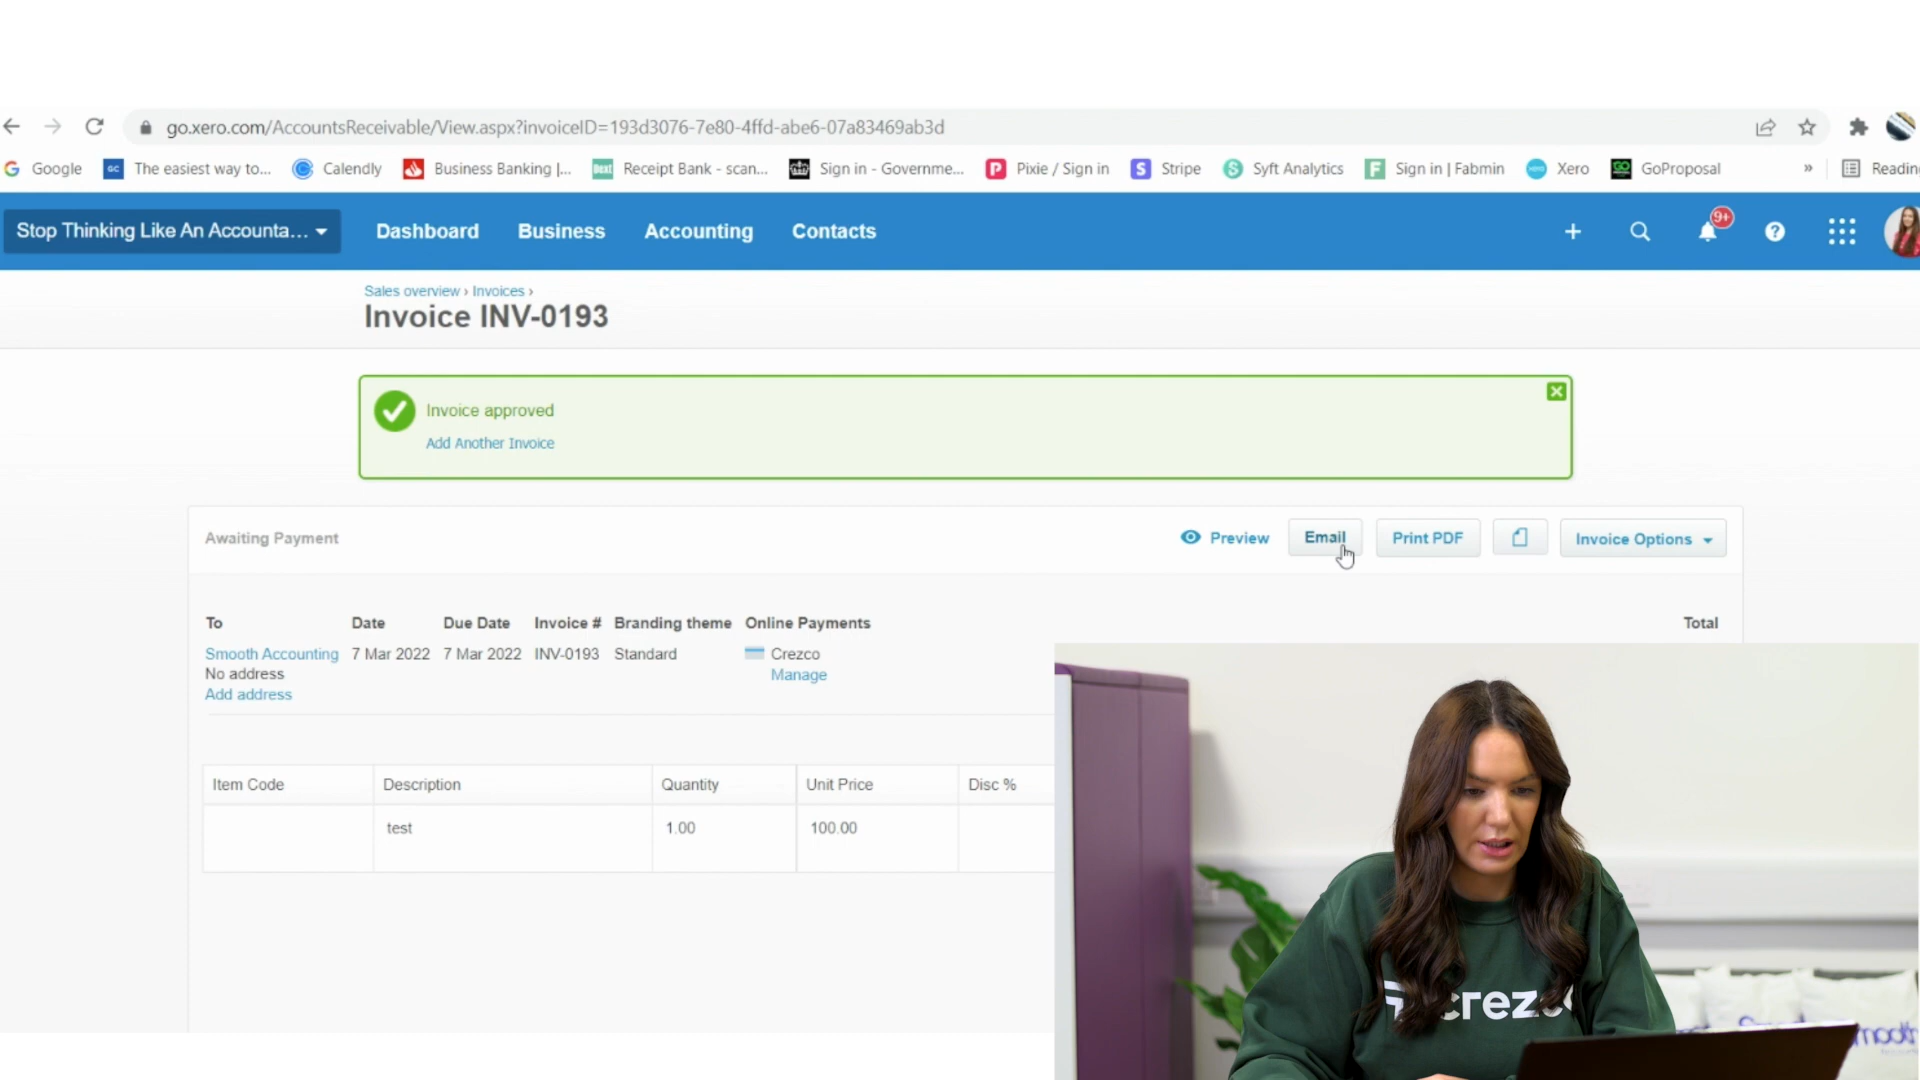 go.xero.com/AccountsReceivable/View.aspx?invoiceID=193d3076-7e80-4ffd-abe6-07a83469ab3d
Google GC The easiest way to... Calendly Business Banking |... Receipt Bank - scan... Sign in - Governme... Pixie / Sign in Stripe Syft Analytics Sign in | Fabmin Xero GoProposal » Readin
Stop Thinking Like An Accounta... Dashboard Business Accounting Contacts + 9+ ?
Sales overview › Invoices ›
Invoice INV-0193
Invoice approved
Add Another Invoice
Awaiting Payment Preview Email Print PDF Invoice Options
To Date Due Date Invoice # Branding theme Online Payments Total
Smooth Accounting 7 Mar 2022 7 Mar 2022 INV-0193 Standard Crezco
No address Manage
Add address
Item Code Description Quantity Unit Price Disc %
test 1.00 100.00
crezc